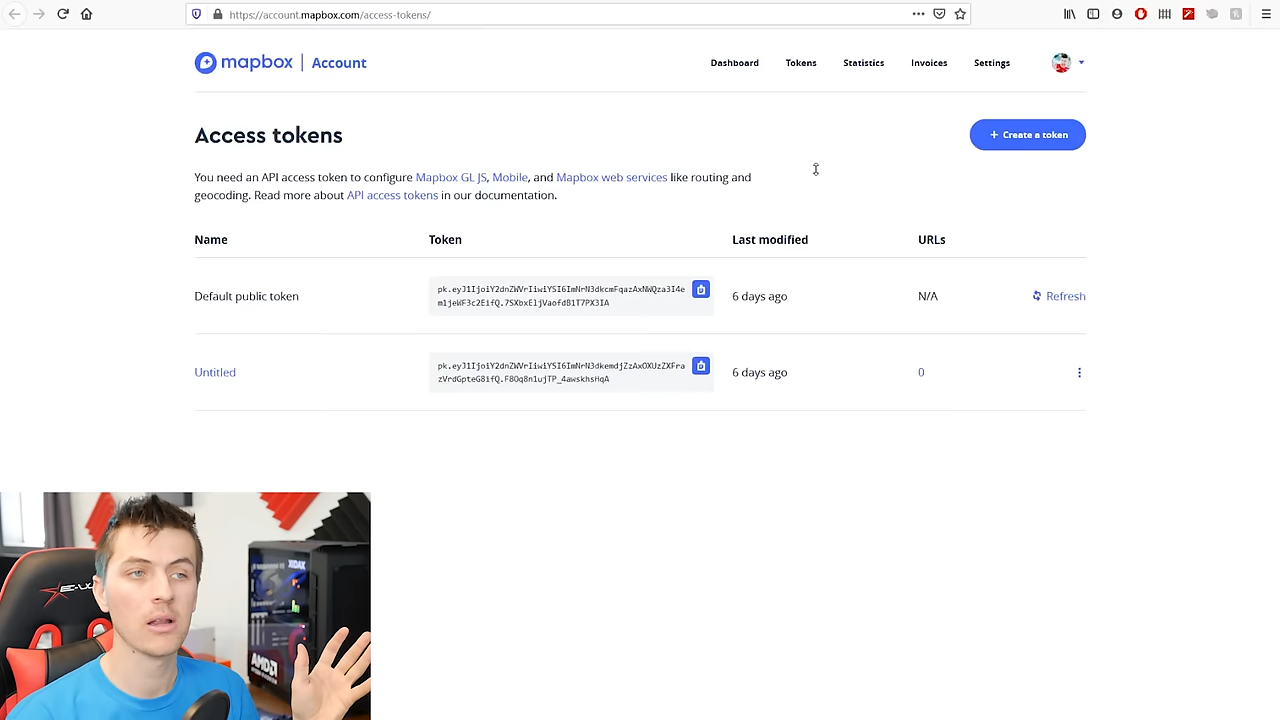 https://account.mapbox.com/access-tokens/
mapbox | Account
Dashboard
Tokens
Statistics
Invoices
Settings
Access tokens
+ Create a token
You need an API access token to configure Mapbox GL JS, Mobile, and Mapbox web services like routing and
geocoding. Read more about API access tokens in our documentation.
Name
Token
Last modified
URLs
Default public token
6 days ago
N/A
Refresh
Untitled
6 days ago
0
AMD